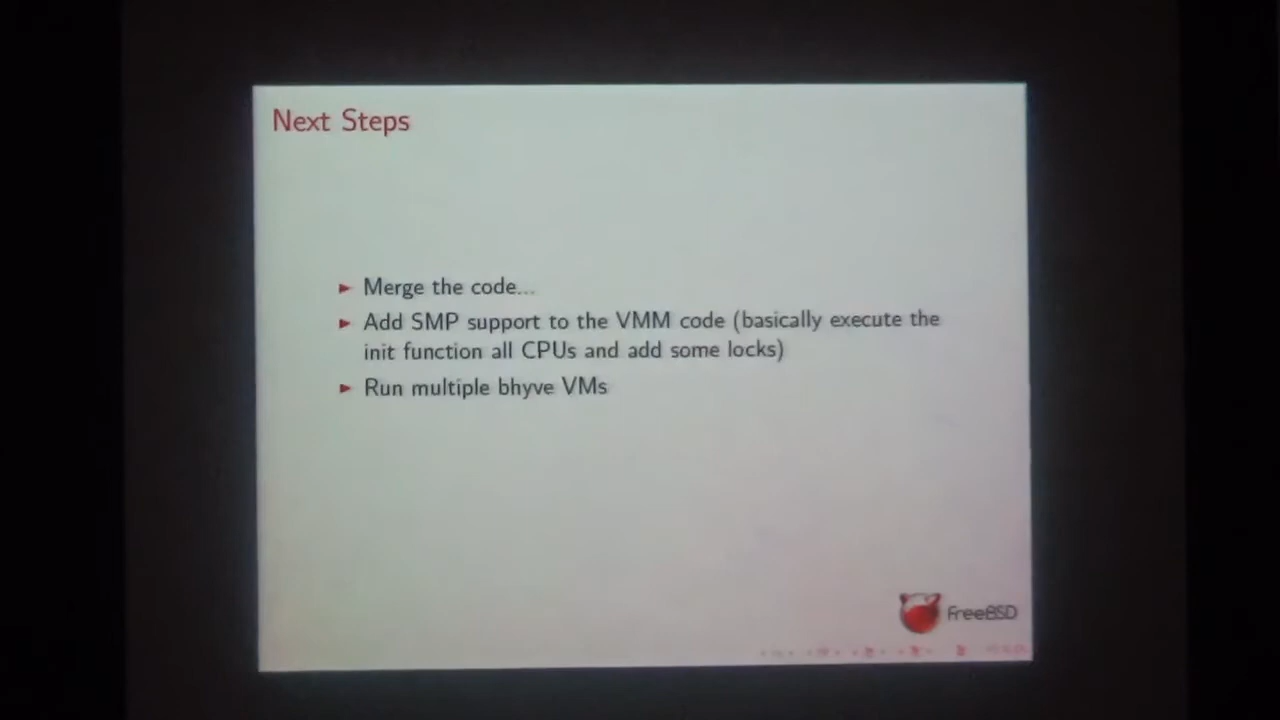 Next Steps
Merge the code...
Add SMP support to the VMM code (basically execute the
init function all CPUs and add some locks)
Run multiple bhyve VMs
FreeBSD